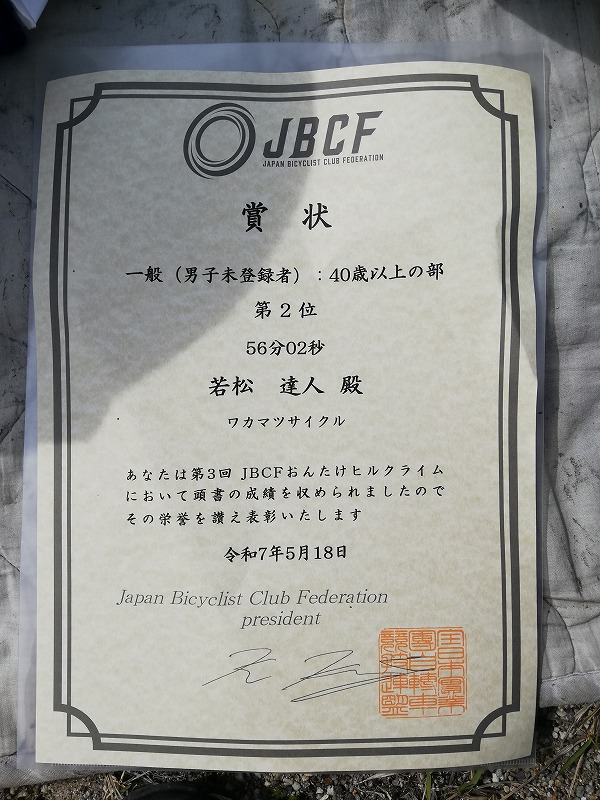 JBCF
JAPAN BICYCLIST CLUB FEDERATION
賞状
一般（男子未登録者）：40歳以上の部
第2位
56分02秒
若松　達人 殿
ワカマツサイクル
あなたは第3回 JBCFおんたけヒルクライム
において頭書の成績を収められましたので
その栄誉を讃え表彰いたします
令和7年5月18日
Japan Bicyclist Club Federation
president